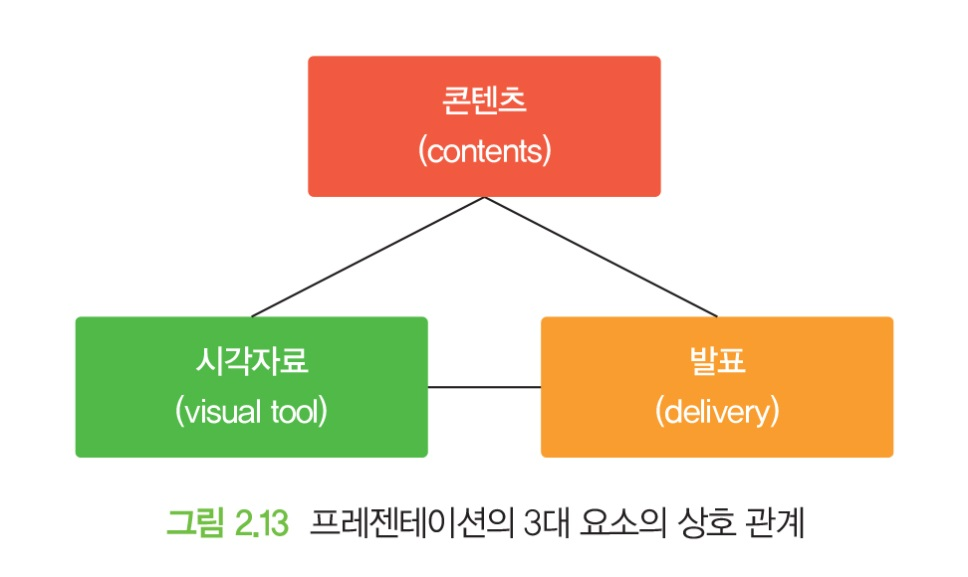 콘텐츠
(contents)
시각자료
(visual tool)
발표
(delivery)
그림 2.13 프레젠테이션의 3대 요소의 상호 관계